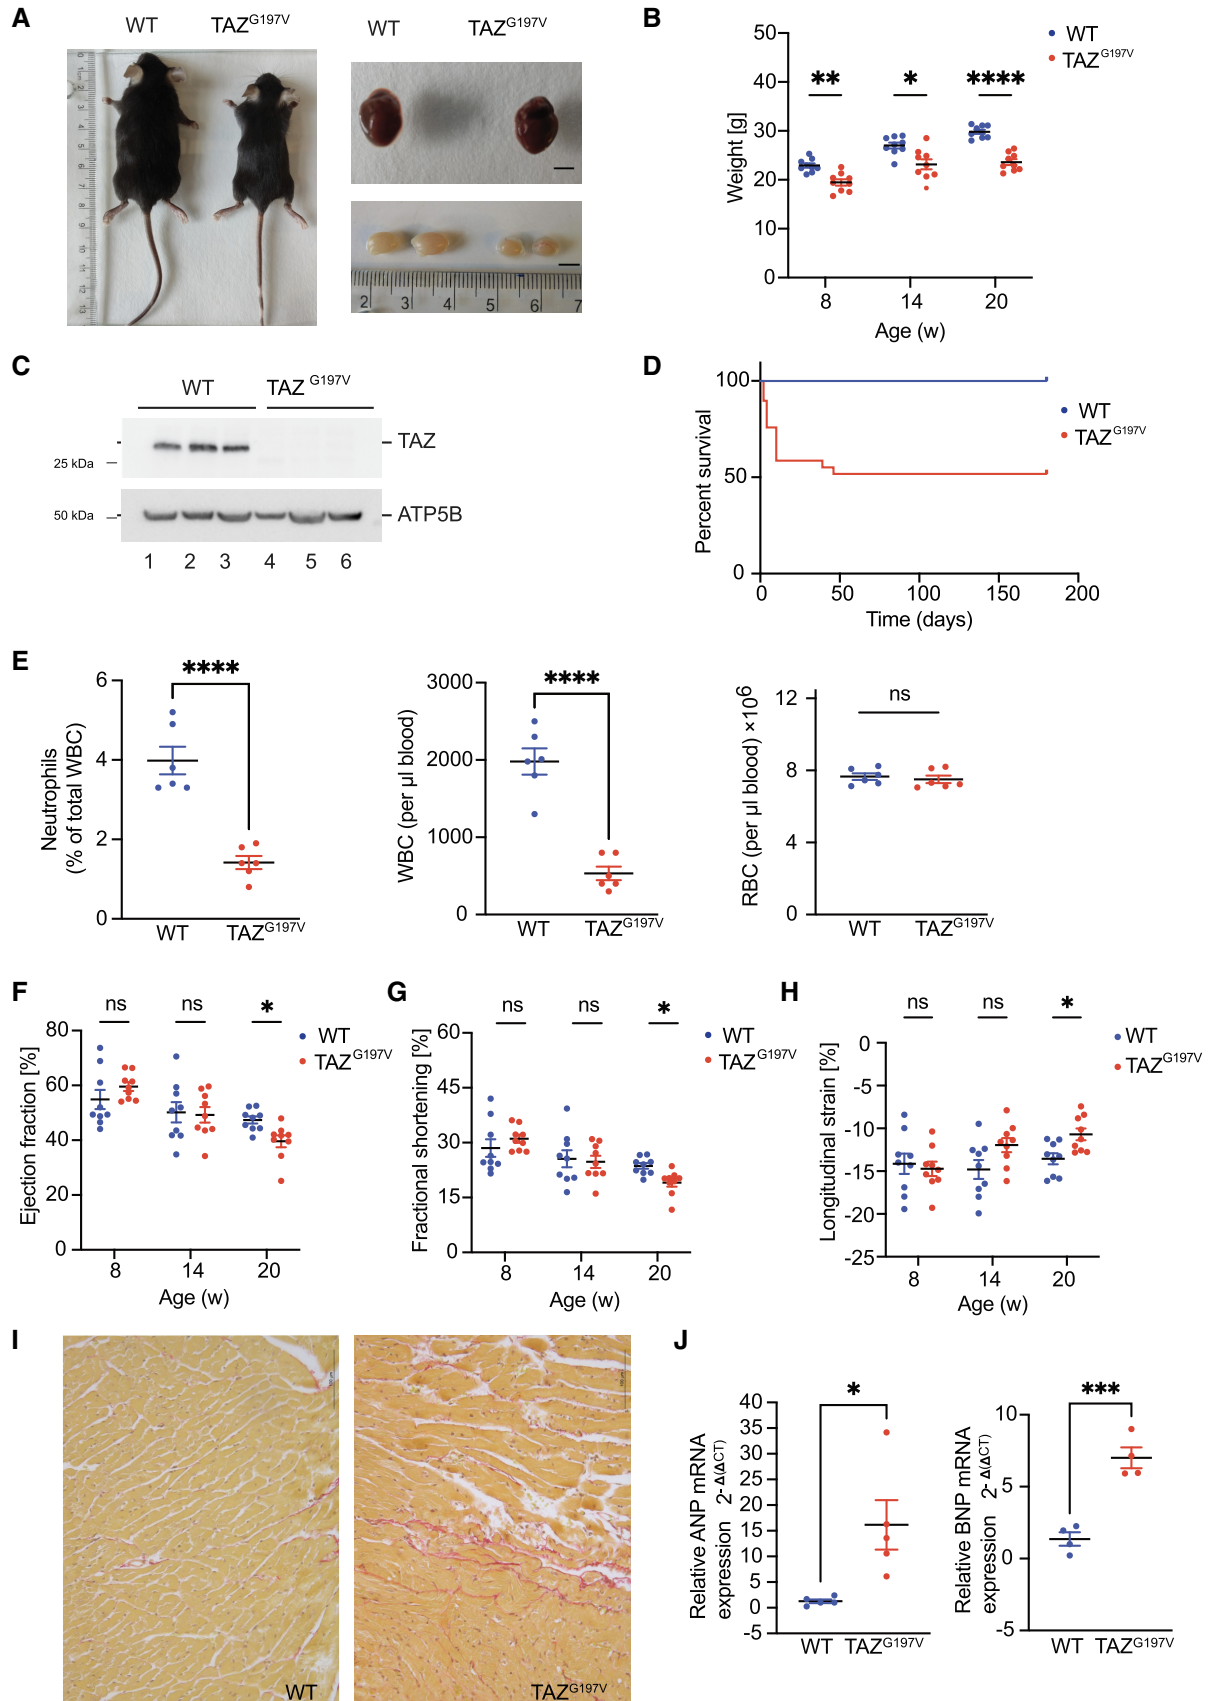 A
WT
TAZG197V
WT
TAZG197V
2 3 4 5 6 7
B
50
40
30
20
10
0
Weight [g]
** * ****
8 14 20
Age (w)
WT
TAZG197V
C
WT
TAZ G197V
TAZ
25 kDa
50 kDa
ATP5B
1 2 3 4 5 6
D
100
50
0
Percent survival
0 50 100 150 200
Time (days)
WT
TAZG197V
E
Neutrophils
(% of total WBC)
6
4
2
0
****
WT TAZG197V
WBC (per µl blood)
3000
2000
1000
0
****
WT TAZG197V
RBC (per µl blood) ×106
12
8
4
0
ns
WT TAZG197V
F
Ejection fraction [%]
80
60
40
20
0
ns ns *
8 14 20
Age (w)
WT
TAZG197V
G
Fractional shortening [%]
60
45
30
15
0
ns ns *
8 14 20
Age (w)
WT
TAZG197V
H
Longitudinal strain [%]
0
-5
-10
-15
-20
-25
ns ns *
8 14 20
Age (w)
WT
TAZG197V
I
WT
TAZG197V
J
Relative ANP mRNA
expression 2-Δ(ΔCT)
40
35
30
25
20
15
10
5
0
-5
*
WT TAZG197V
Relative BNP mRNA
expression 2-Δ(ΔCT)
10
5
0
-5
***
WT TAZG197V